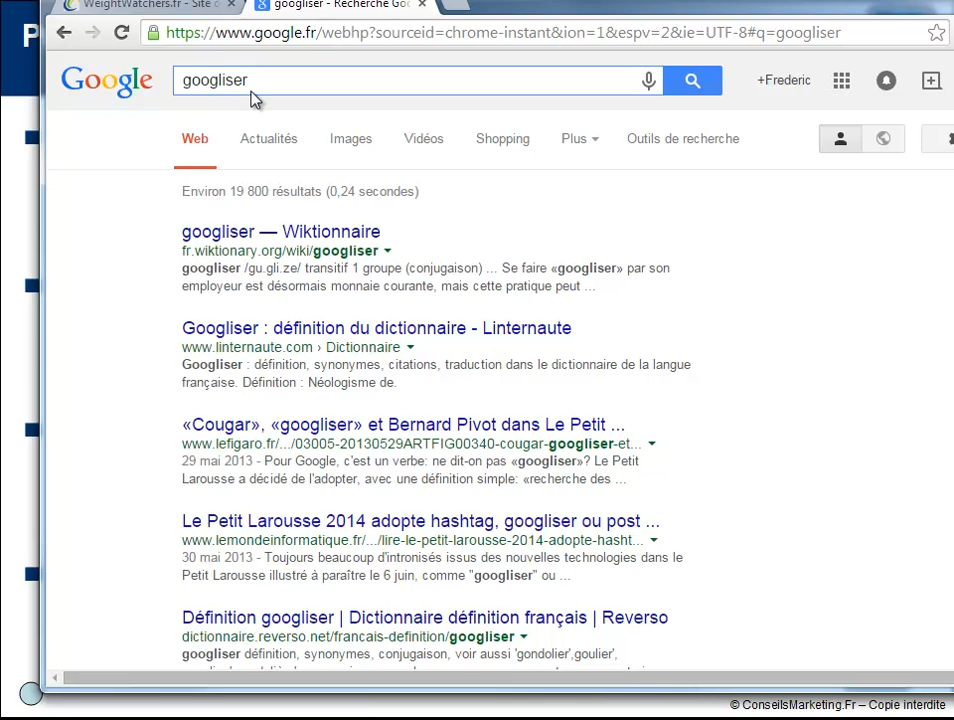 P
WeightWatchers.fr - Site o
googliser - Recherche Goo
https://www.google.fr/webhp?sourceid=chrome-instant&ion=1&espv=2&ie=UTF-8#q=googliser
Google
googliser
+Frederic
Web Actualités Images Vidéos Shopping Plus Outils de recherche
Environ 19 800 résultats (0,24 secondes)
googliser — Wiktionnaire
fr.wiktionary.org/wiki/googliser
googliser /gu.gli.ze/ transitif 1 groupe (conjugaison) ... Se faire «googliser» par son
employeur est désormais monnaie courante, mais cette pratique peut ...
Googliser : définition du dictionnaire - Linternaute
www.linternaute.com › Dictionnaire
Googliser : définition, synonymes, citations, traduction dans le dictionnaire de la langue
française. Définition : Néologisme de.
«Cougar», «googliser» et Bernard Pivot dans Le Petit ...
www.lefigaro.fr/.../03005-20130529ARTFIG00340-cougar-googliser-et...
29 mai 2013 - Pour Google, c'est un verbe: ne dit-on pas «googliser»? Le Petit
Larousse a décidé de l'adopter, avec une définition simple: «recherche des ...
Le Petit Larousse 2014 adopte hashtag, googliser ou post ...
www.lemondeinformatique.fr/.../lire-le-petit-larousse-2014-adopte-hasht...
30 mai 2013 - Toujours beaucoup d'intronisés issus des nouvelles technologies dans le
Petit Larousse illustré à paraître le 6 juin, comme "googliser" ou ...
Définition googliser | Dictionnaire définition français | Reverso
dictionnaire.reverso.net/francais-definition/googliser
googliser définition, synonymes, conjugaison, voir aussi 'gondolier',goulier',
© ConseilsMarketing.Fr – Copie interdite